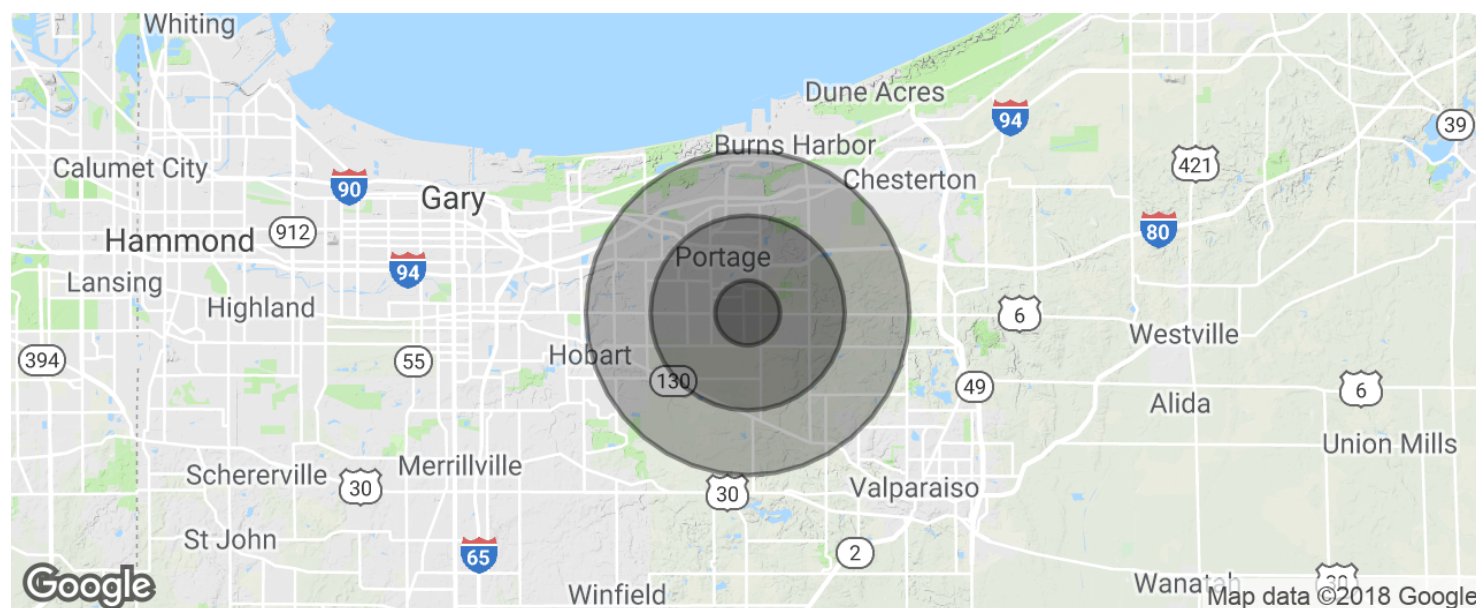 Whiting
Dune Acres
94
39
Burns Harbor
Calumet City
421
90
Chesterton
Gary
912
Hammond
80
Portage
94
Lansing
Highland
6
Westville
Hobart
394
55
130
49
6
Alida
Union Mills
Merrillville
Schererville
30
30
Valparaiso
St John
65
2
Google
Winfield
Wanatah
30
Map data ©2018 Google